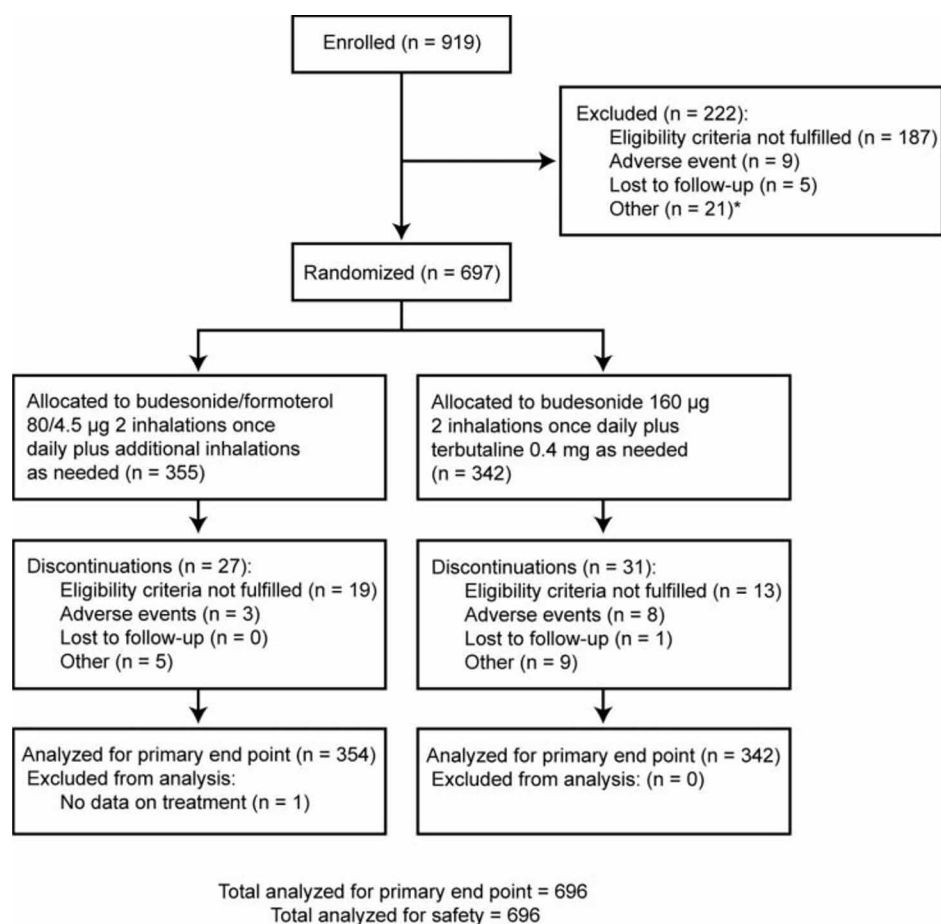 Enrolled (n = 919)
Excluded (n = 222):
Eligibility criteria not fulfilled (n = 187)
Adverse event (n = 9)
Lost to follow-up (n = 5)
Other (n = 21)*
Randomized (n = 697)
Allocated to budesonide/formoterol
80/4.5 µg 2 inhalations once
daily plus additional inhalations
as needed (n = 355)
Allocated to budesonide 160 µg
2 inhalations once daily plus
terbutaline 0.4 mg as needed
(n = 342)
Discontinuations (n = 27):
Eligibility criteria not fulfilled (n = 19)
Adverse events (n = 3)
Lost to follow-up (n = 0)
Other (n = 5)
Discontinuations (n = 31):
Eligibility criteria not fulfilled (n = 13)
Adverse events (n = 8)
Lost to follow-up (n = 1)
Other (n = 9)
Analyzed for primary end point (n = 354)
Excluded from analysis:
No data on treatment (n = 1)
Analyzed for primary end point (n = 342)
Excluded from analysis: (n = 0)
Total analyzed for primary end point = 696
Total analyzed for safety = 696